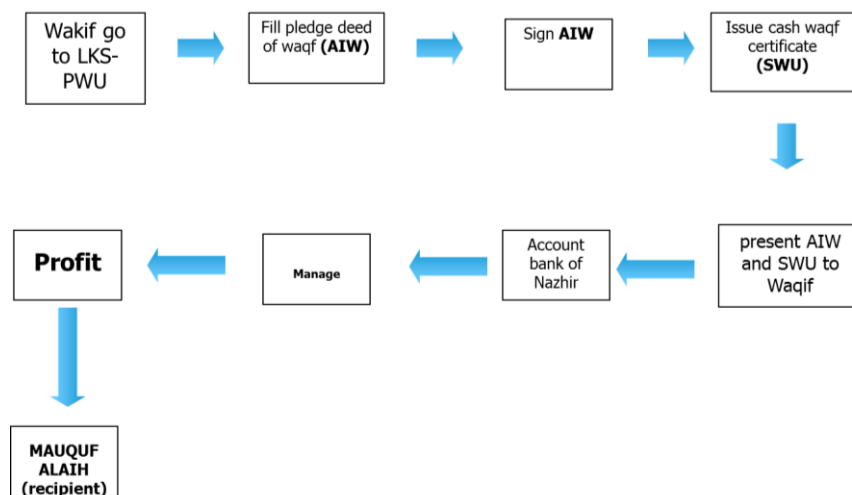 Wakif go
to LKS-
PWU
Fill pledge deed
of waqf (AIW)
Sign AIW
Issue cash waqf
certificate
(SWU)
present AIW
and SWU to
Waqif
Account
bank of
Nazhir
Manage
Profit
MAUQUF
ALAIH
(recipient)